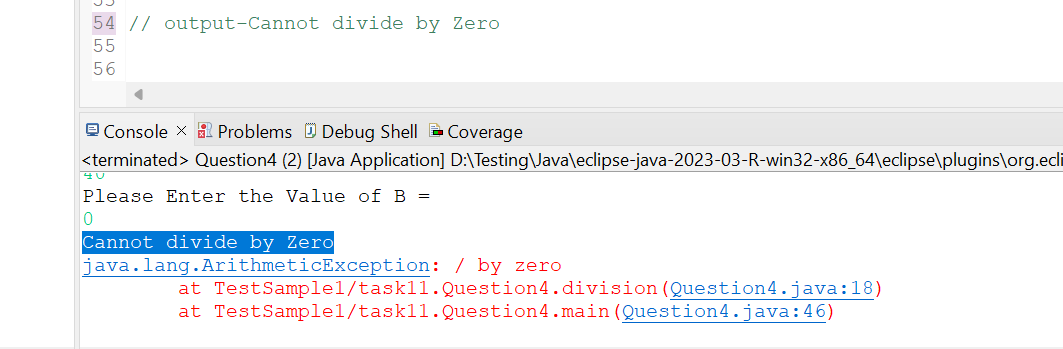 54 // output-Cannot divide by Zero
55
56
Console × Problems Debug Shell Coverage
<terminated> Question4 (2) [Java Application] D:\Testing\Java\eclipse-java-2023-03-R-win32-x86_64\eclipse\plugins\org.ecli
Please Enter the Value of B =
0
Cannot divide by Zero
java.lang.ArithmeticException: / by zero
at TestSample1/task11.Question4.division(Question4.java:18)
at TestSample1/task11.Question4.main(Question4.java:46)